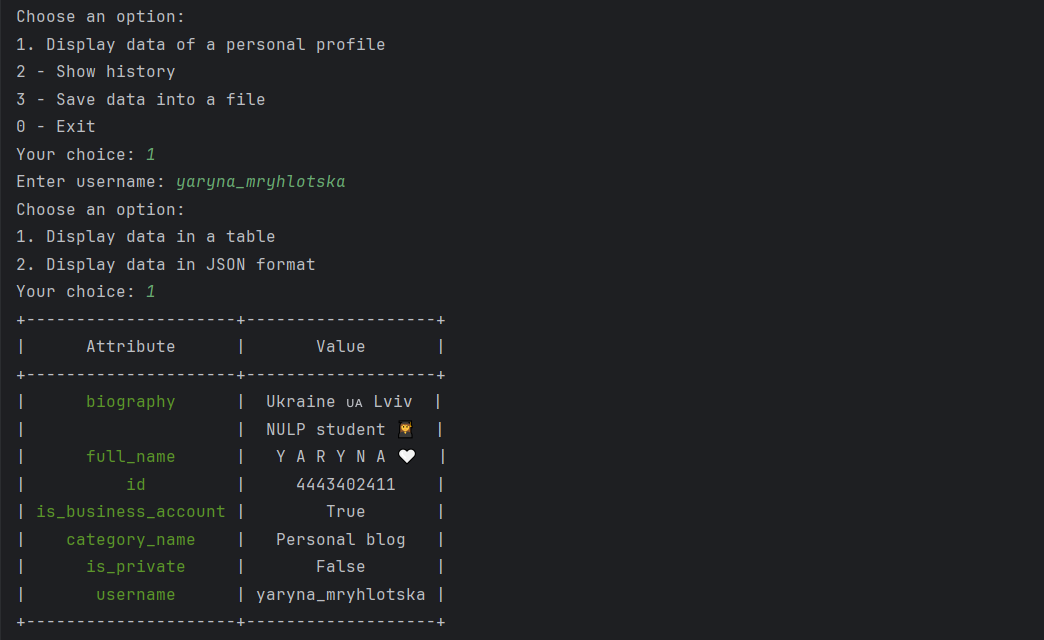 Choose an option:
1. Display data of a personal profile
2 - Show history
3 - Save data into a file
0 - Exit
Your choice: 1
Enter username: yaryna_mryhlotska
Choose an option:
1. Display data in a table
2. Display data in JSON format
Your choice: 1
+---------------------+-------------------+
|      Attribute      |       Value       |
+---------------------+-------------------+
|      biography      |  Ukraine 🇺🇦 Lviv  |
|                     |  NULP student 👩‍🎓  |
|      full_name      |   Y A R Y N A 🤍  |
|          id         |     4443402411    |
| is_business_account |        True       |
|    category_name    |   Personal blog   |
|      is_private     |       False       |
|       username      | yaryna_mryhlotska |
+---------------------+-------------------+